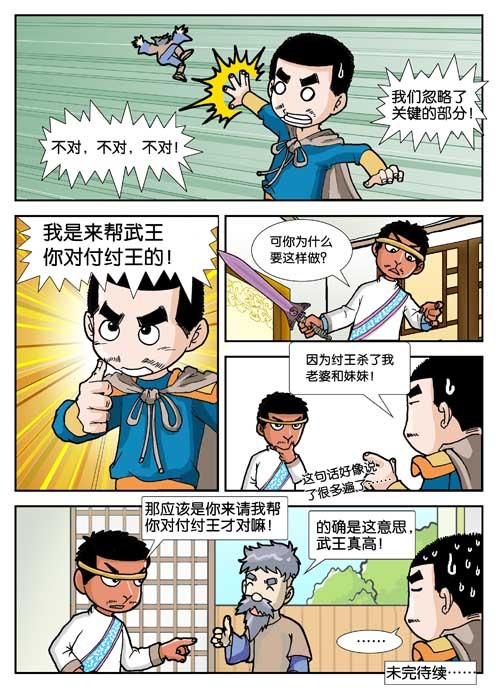 不对，不对，不对！
我们忽略了
关键的部分！
我是来帮武王
你对付纣王的！
可你为什么
要这样做？
因为纣王杀了我
老婆和妹妹！
这句话好像说
了很多遍了……
那应该是你来请我帮
你对付纣王才对嘛！
的确是这意思，
武王真高！
……
未完待续……